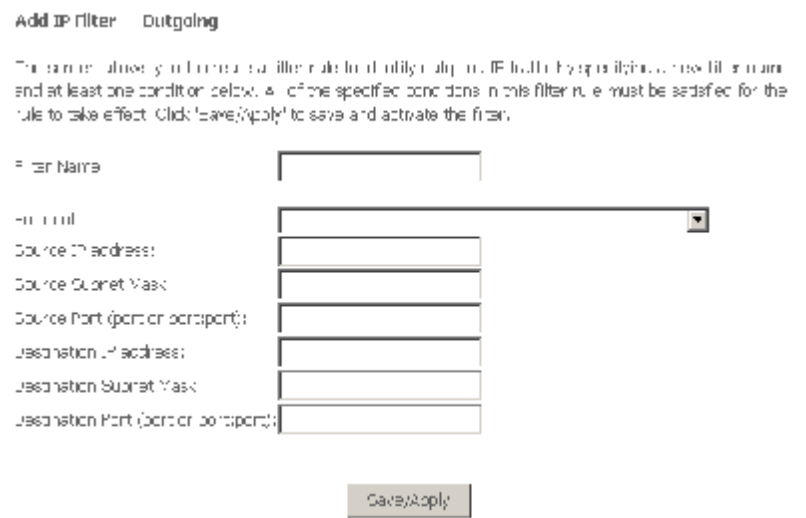 Add IP Filter Outgoing
The screen allows you to create a filter rule to identify outgoing IP traffic by specifying a new filter name
and at least one condition below. All of the specified conditions in this filter rule must be satisfied for the
rule to take effect. Click 'Save/Apply' to save and activate the filter.
Filter Name
Protocol
Source IP address:
Source Subnet Mask
Source Port (port or port:port):
Destination IP address:
Destination Subnet Mask
Destination Port (port or port:port):
Save/Apply